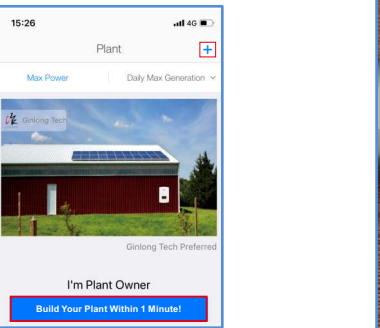 15:26 4G
Plant +
Max Power Daily Max Generation
Ginlong Tech
Ginlong Tech Preferred
I'm Plant Owner
Build Your Plant Within 1 Minute!